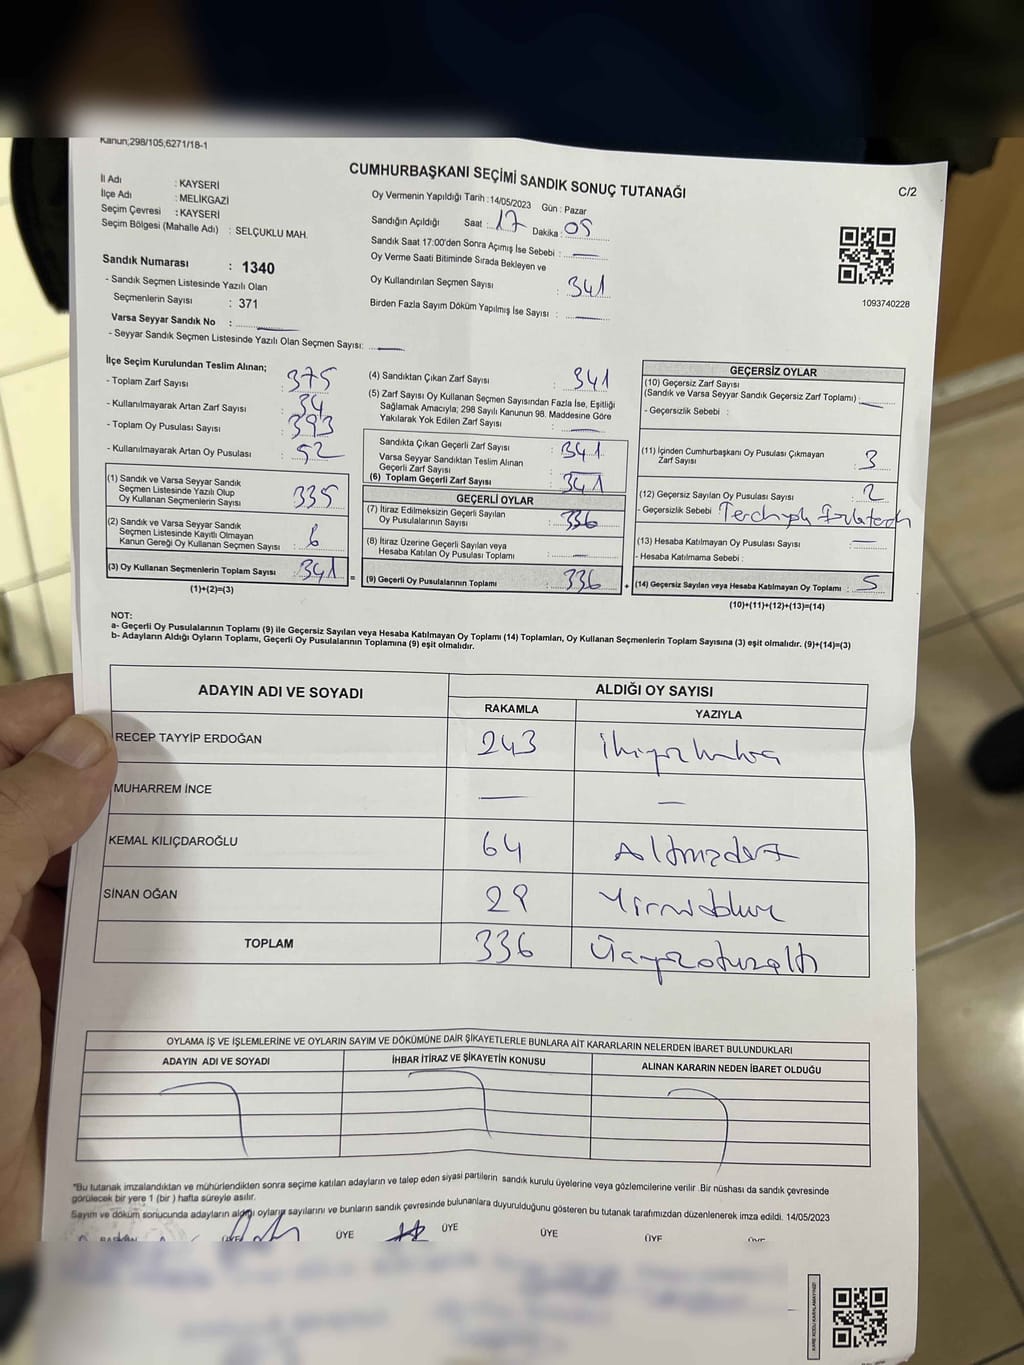 Kanun;298/105;6271/18-1
CUMHURBAŞKANI SEÇİMİ SANDIK SONUÇ TUTANAĞI
C/2
İl Adı : KAYSERİ
İlçe Adı : MELİKGAZİ
Seçim Çevresi : KAYSERİ
Seçim Bölgesi (Mahalle Adı) : SELÇUKLU MAH.
Sandık Numarası : 1340
- Sandık Seçmen Listesinde Yazılı Olan
Seçmenlerin Sayısı : 371
Varsa Seyyar Sandık No : —
- Seyyar Sandık Seçmen Listesinde Yazılı Olan Seçmen Sayısı: —
Oy Vermenin Yapıldığı Tarih : 14/05/2023 Gün : Pazar
Sandığın Açıldığı Saat : 17 Dakika : 05
Sandık Saat 17:00'den Sonra Açımış İse Sebebi : —
Oy Verme Saati Bitiminde Sırada Bekleyen ve
Oy Kullandırılan Seçmen Sayısı : 341
Birden Fazla Sayım Döküm Yapılmış İse Sayısı : —
1093740228
İlçe Seçim Kurulundan Teslim Alınan;
- Toplam Zarf Sayısı : 375
- Kullanılmayarak Artan Zarf Sayısı : 34
- Toplam Oy Pusulası Sayısı : 393
- Kullanılmayarak Artan Oy Pusulası : 52
(1) Sandık ve Varsa Seyyar Sandık
Seçmen Listesinde Yazılı Olup
Oy Kullanan Seçmenlerin Sayısı : 335
(2) Sandık ve Varsa Seyyar Sandık
Seçmen Listesinde Kayıtlı Olmayan
Kanun Gereği Oy Kullanan Seçmen Sayısı : 6
(3) Oy Kullanan Seçmenlerin Toplam Sayısı : 341
(1)+(2)=(3)
=
(4) Sandıktan Çıkan Zarf Sayısı : 341
(5) Zarf Sayısı Oy Kullanan Seçmen Sayısından Fazla İse, Eşitliği
Sağlamak Amacıyla; 298 Sayılı Kanunun 98. Maddesine Göre
Yakılarak Yok Edilen Zarf Sayısı : —
Sandıkta Çıkan Geçerli Zarf Sayısı : 341
Varsa Seyyar Sandıktan Teslim Alınan
Geçerli Zarf Sayısı : —
(6) Toplam Geçerli Zarf Sayısı : 341
GEÇERLİ OYLAR
(7) İtiraz Edilmeksizin Geçerli Sayılan
Oy Pusulalarının Sayısı : 336
(8) İtiraz Üzerine Geçerli Sayılan veya
Hesaba Katılan Oy Pusulası Toplamı : —
(9) Geçerli Oy Pusulalarının Toplamı : 336
+
GEÇERSİZ OYLAR
(10) Geçersiz Zarf Sayısı
(Sandık ve Varsa Seyyar Sandık Geçersiz Zarf Toplamı) : —
- Geçersizlik Sebebi :
(11) İçinden Cumhurbaşkanı Oy Pusulası Çıkmayan
Zarf Sayısı : 3
(12) Geçersiz Sayılan Oy Pusulası Sayısı : 2
- Geçersizlik Sebebi :
(13) Hesaba Katılmayan Oy Pusulası Sayısı : —
- Hesaba Katılmama Sebebi :
(14) Geçersiz Sayılan veya Hesaba Katılmayan Oy Toplamı : 5
(10)+(11)+(12)+(13)=(14)
NOT:
a- Geçerli Oy Pusulalarının Toplamı (9) ile Geçersiz Sayılan veya Hesaba Katılmayan Oy Toplamı (14) Toplamları, Oy Kullanan Seçmenlerin Toplam Sayısına (3) eşit olmalıdır. (9)+(14)=(3)
b- Adayların Aldığı Oyların Toplamı, Geçerli Oy Pusulalarının Toplamına (9) eşit olmalıdır.
ADAYIN ADI VE SOYADI
ALDIĞI OY SAYISI
RAKAMLA YAZIYLA
RECEP TAYYİP ERDOĞAN 243
MUHARREM İNCE — —
KEMAL KILIÇDAROĞLU 64 Altmışdört
SİNAN OĞAN 29 Yirmidokuz
TOPLAM 336 Üçyüzotuzaltı
OYLAMA İŞ VE İŞLEMLERİNE VE OYLARIN SAYIM VE DÖKÜMÜNE DAİR ŞİKAYETLERLE BUNLARA AİT KARARLARIN NELERDEN İBARET BULUNDUKLARI
ADAYIN ADI VE SOYADI İHBAR İTİRAZ VE ŞİKAYETİN KONUSU ALINAN KARARIN NEDEN İBARET OLDUĞU
"Bu tutanak imzalandıktan ve mühürlendikten sonra seçime katılan adayların ve talep eden siyasi partilerin sandık kurulu üyelerine veya gözlemcilerine verilir .Bir nüshası da sandık çevresinde
görülecek bir yere 1 (bir ) hafta süreyle asılır.
Sayım ve döküm sonucunda adayların aldığı oyların sayılarını ve bunların sandık çevresinde bulunanlara duyurulduğunu gösteren bu tutanak tarafımızdan düzenlenerek imza edildi. 14/05/2023
BAŞKAN ÜYE ÜYE ÜYE ÜYE ÜYE ÜYE